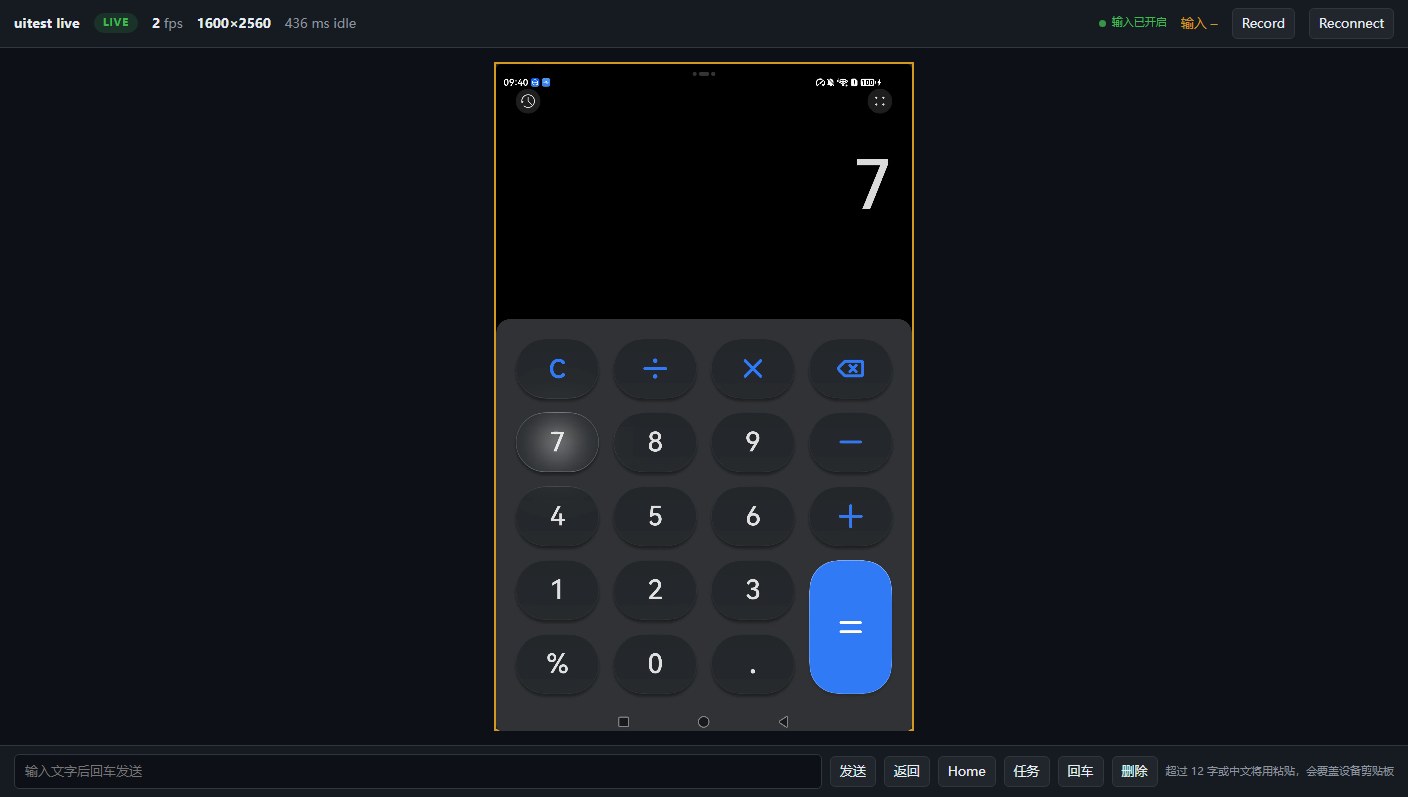 uitest live LIVE 2 fps 1600×2560 436 ms idle 输入已开启 输入 – Record Reconnect
09:40 100
7
C ÷ ×
7 8 9 −
4 5 6 +
1 2 3 =
% 0 .
输入文字后回车发送 发送 返回 Home 任务 回车 删除 超过 12 字或中文将用粘贴，会覆盖设备剪贴板